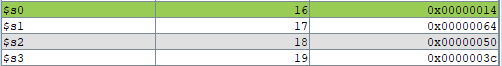 $s0 16 0x00000014
$s1 17 0x00000064
$s2 18 0x00000050
$s3 19 0x0000003c